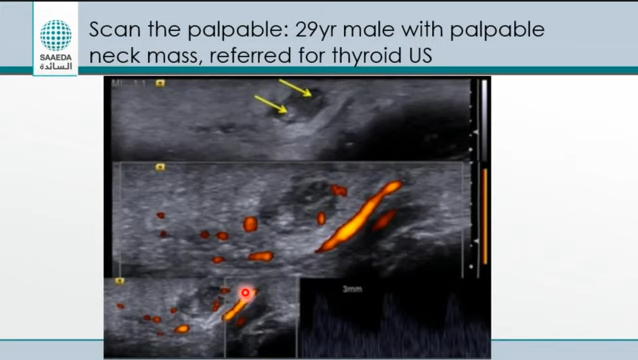 Scan the palpable: 29yr male with palpable
neck mass, referred for thyroid US
SAAEDA
السائدة
3mm